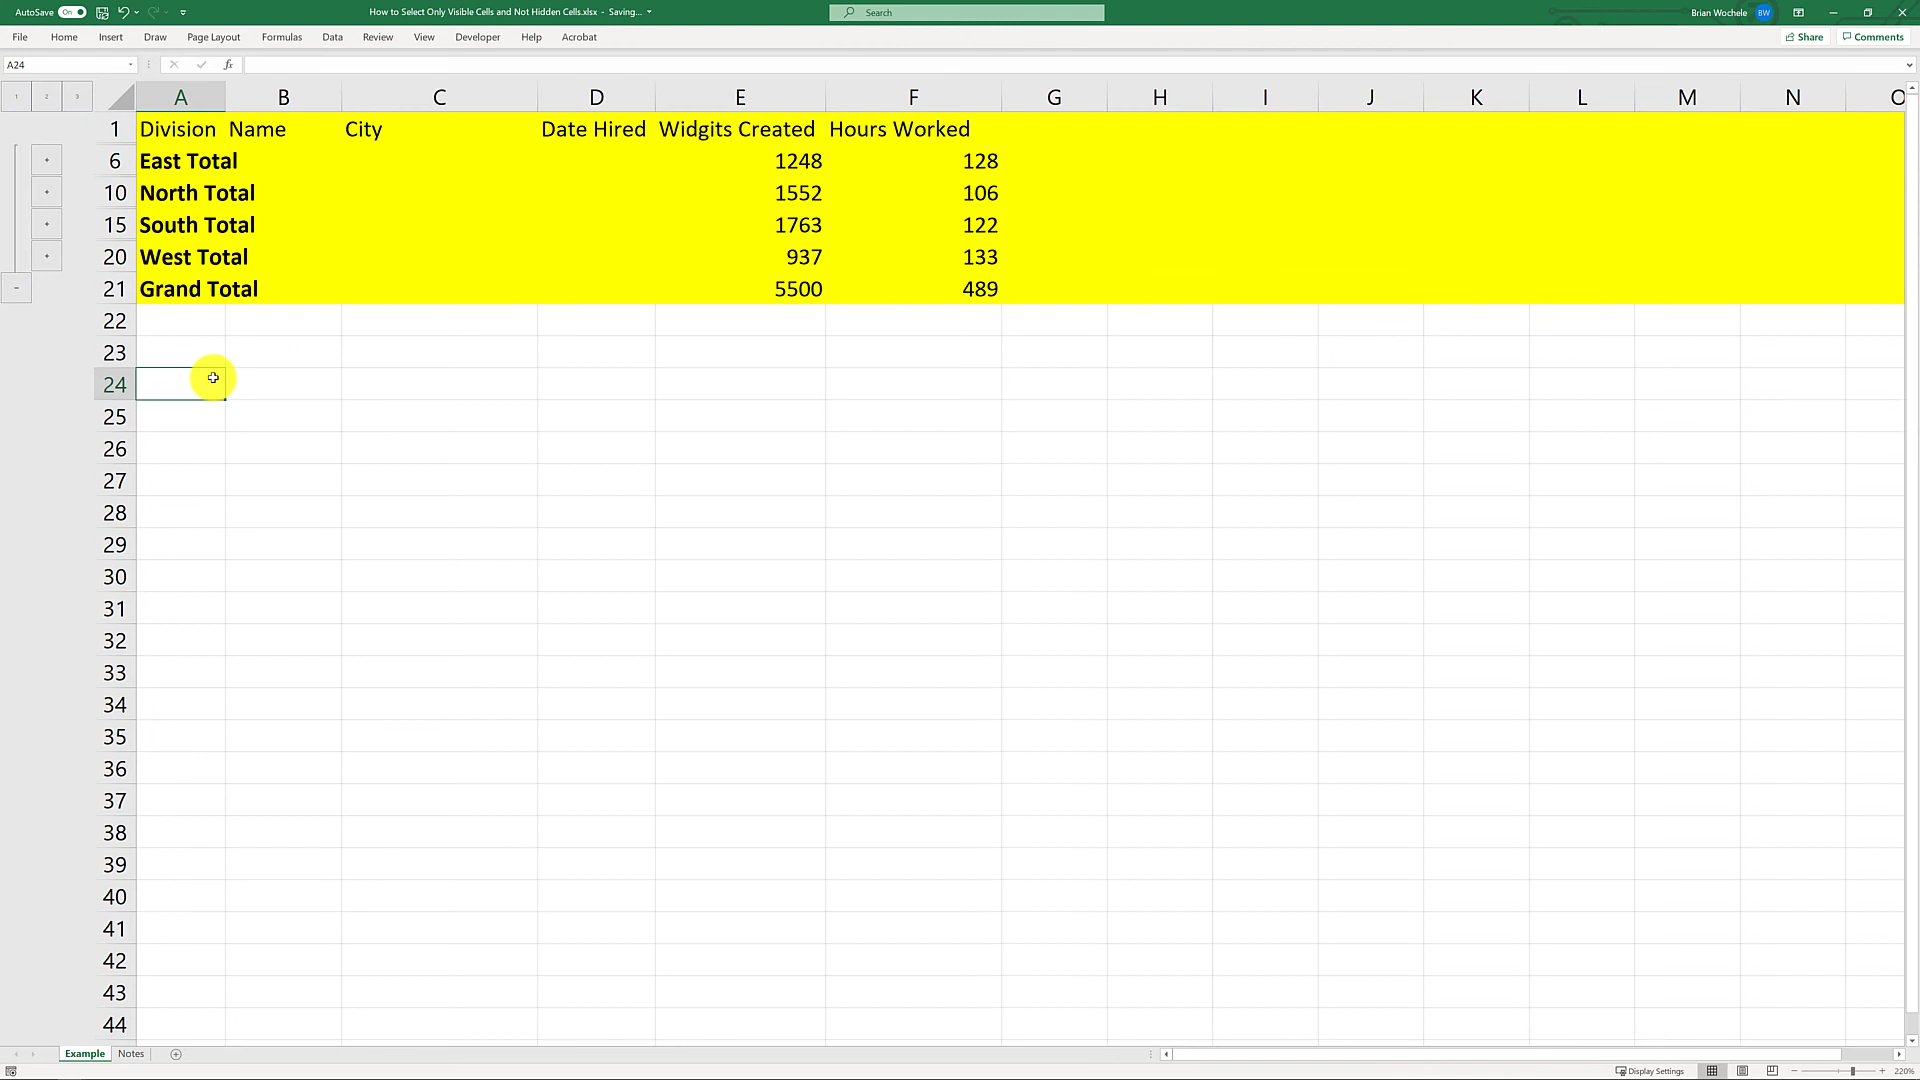 AutoSave On How to Select Only Visible Cells and Not Hidden Cells.xlsx - Saving... Search Brian Wochele BW
File Home Insert Draw Page Layout Formulas Data Review View Developer Help Acrobat Share Comments
A24 fx
1 2 3 A B C D E F G H I J K L M N O
1 Division Name City Date Hired Widgits Created Hours Worked
6 East Total 1248 128
10 North Total 1552 106
15 South Total 1763 122
20 West Total 937 133
21 Grand Total 5500 489
22
23
24
25
26
27
28
29
30
31
32
33
34
35
36
37
38
39
40
41
42
43
44
Example Notes
Display Settings 220%